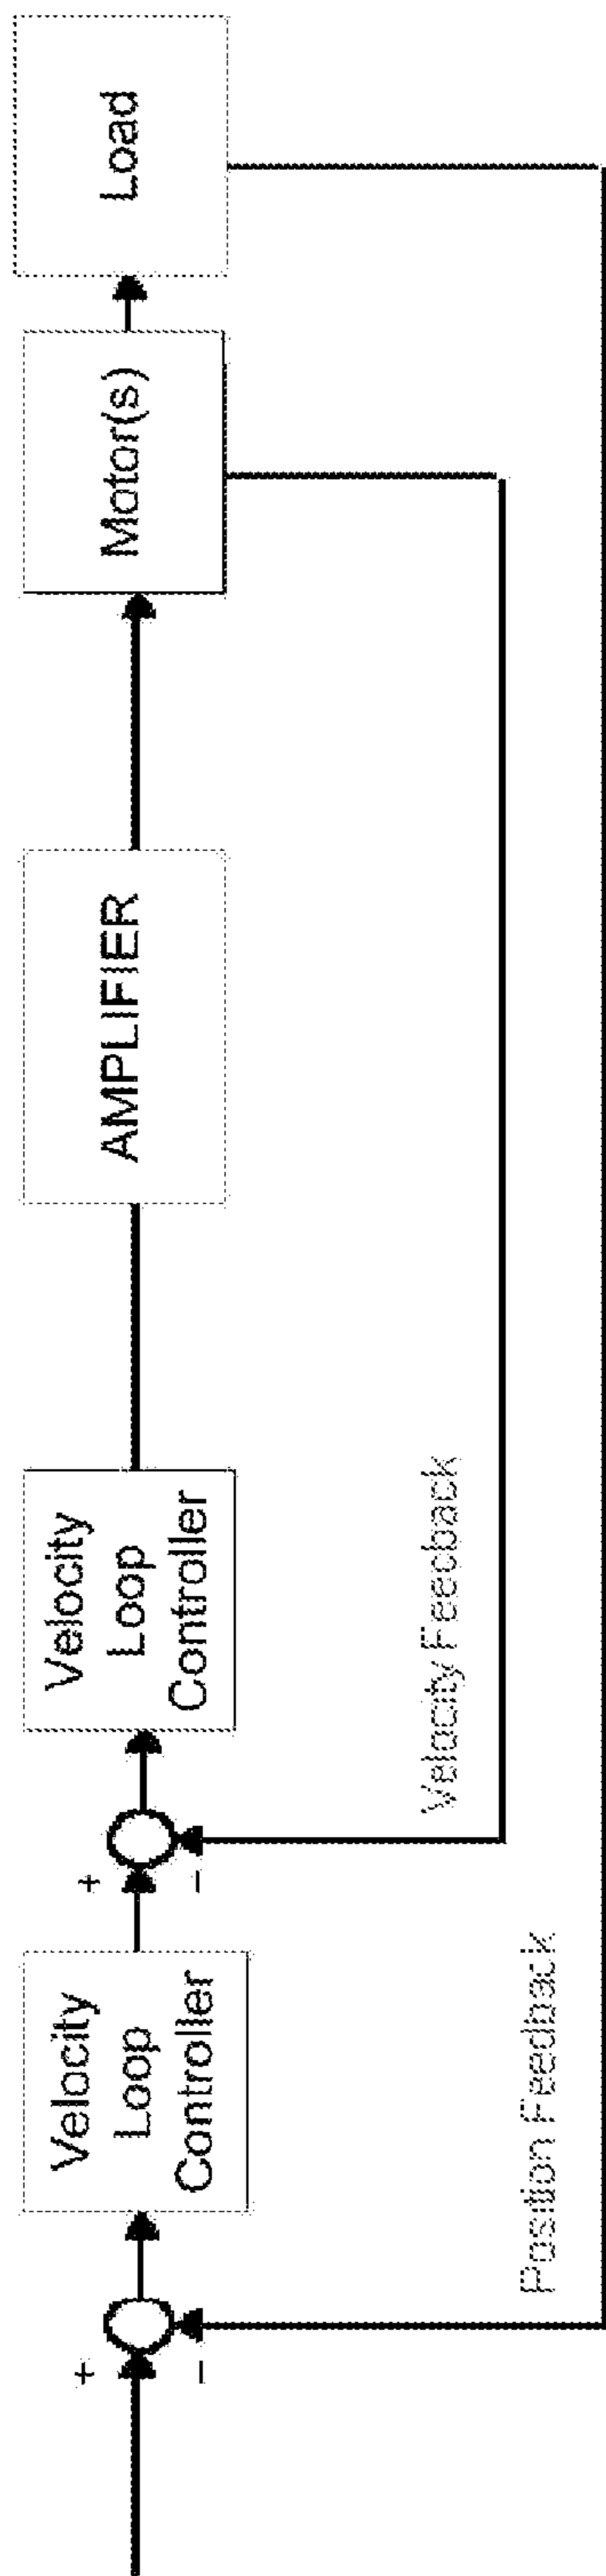 +
−
Velocity
Loop
Controller
+
−
Velocity
Loop
Controller
AMPLIFIER
Motor(s)
Load
Velocity Feedback
Position Feedback